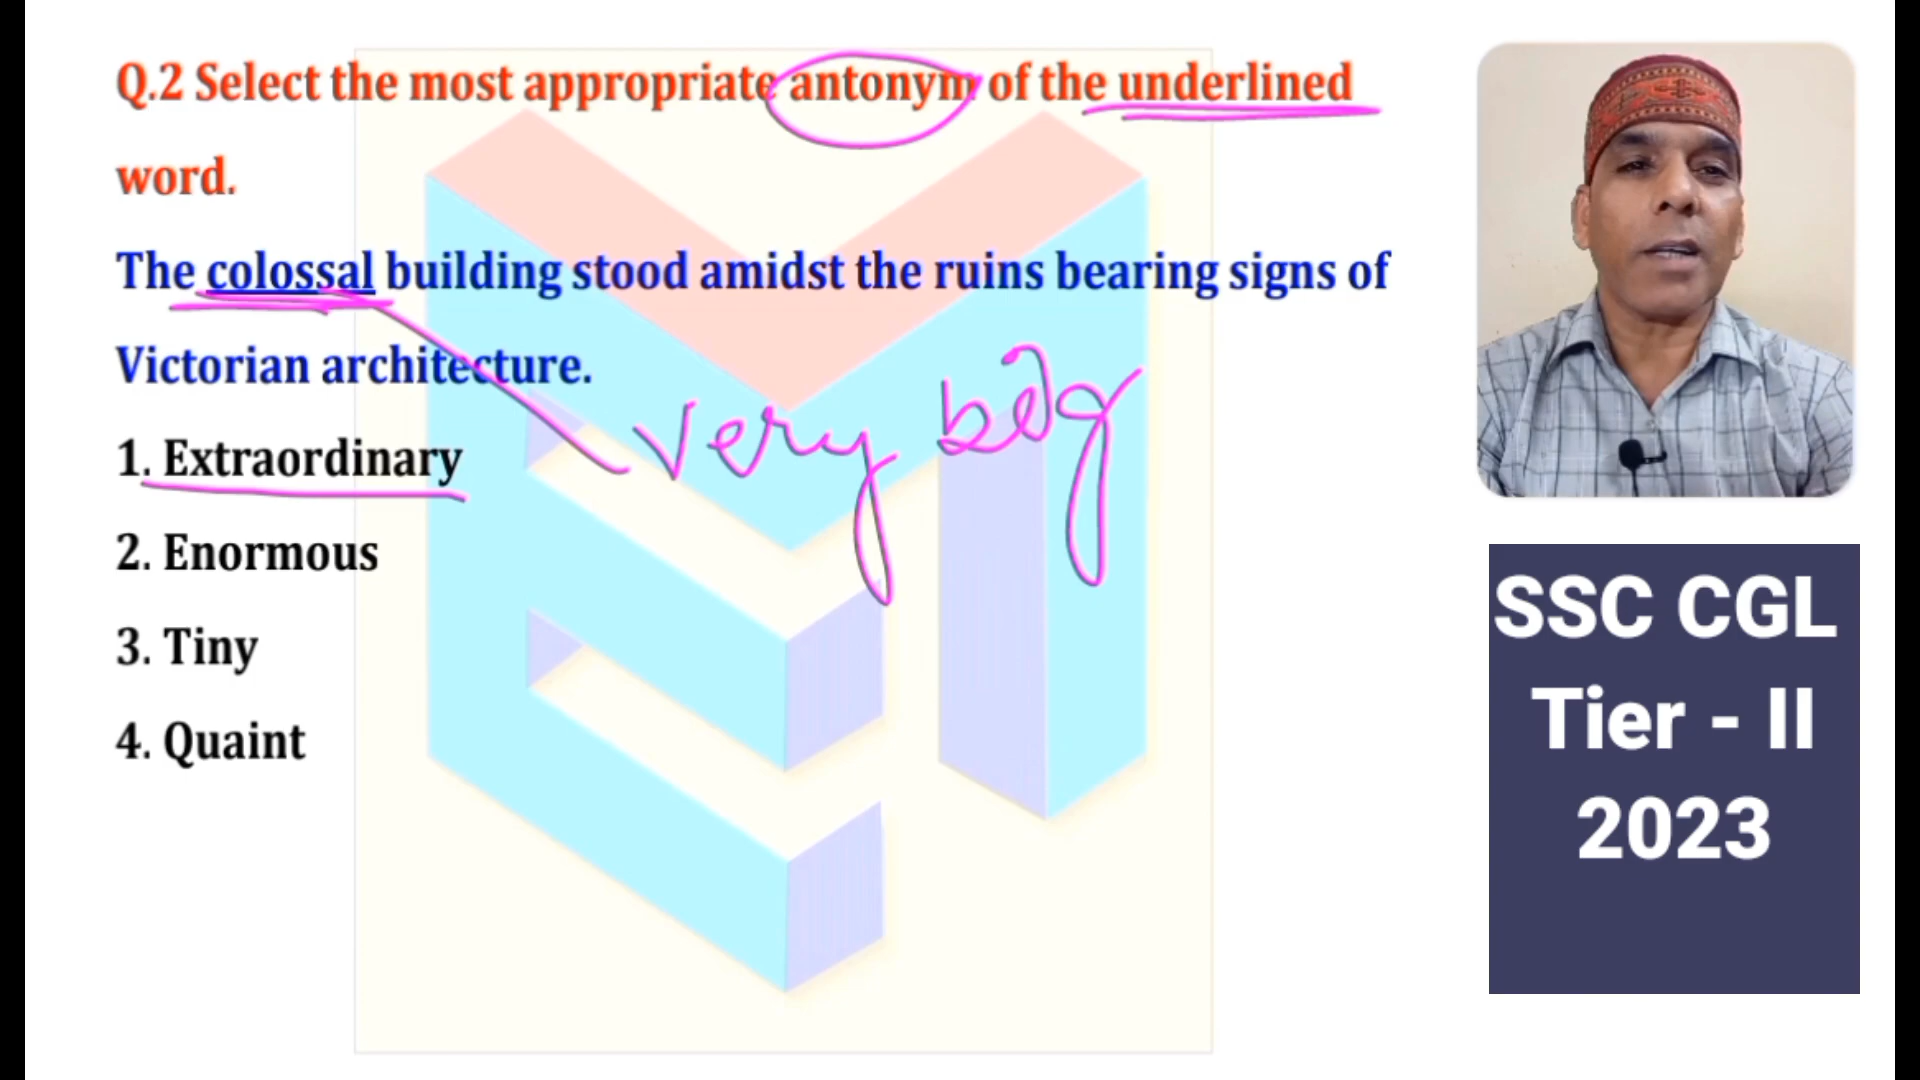 Q.2 Select the most appropriate antonym of the underlined
word.
The colossal building stood amidst the ruins bearing signs of
Victorian architecture.
very big
1. Extraordinary
2. Enormous
3. Tiny
4. Quaint
SSC CGL
Tier - II
2023